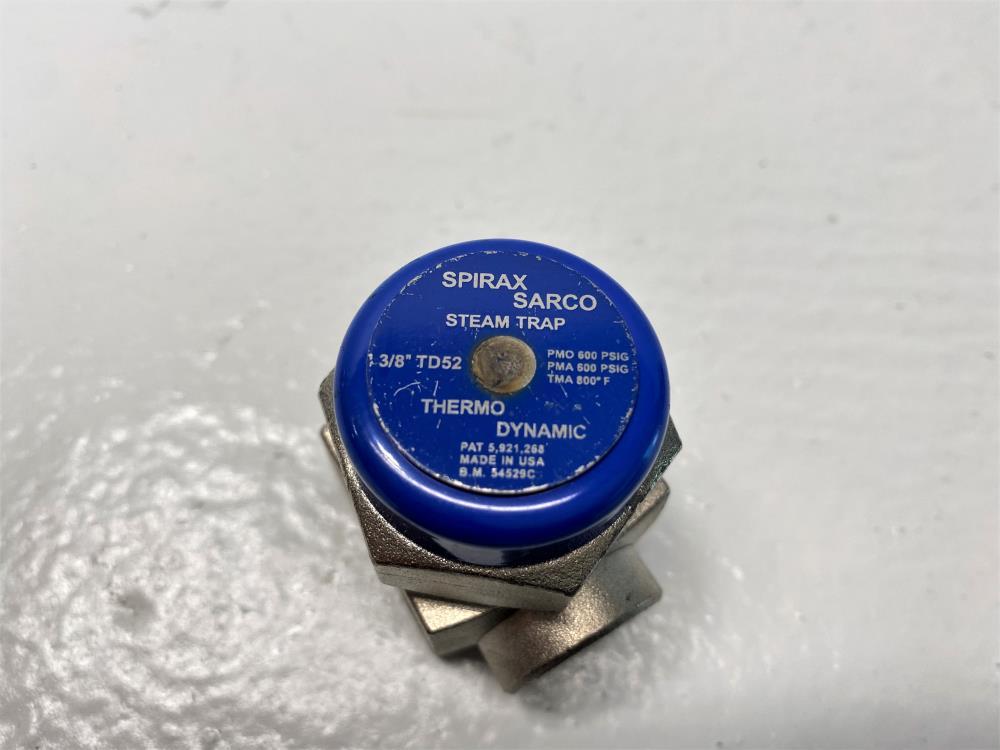 SPIRAX
SARCO
STEAM TRAP
3/8" TD52
PMO 600 PSIG
PMA 600 PSIG
TMA 800° F
THERMO
DYNAMIC
PAT 5,921,268
MADE IN USA
B.M. 54529C